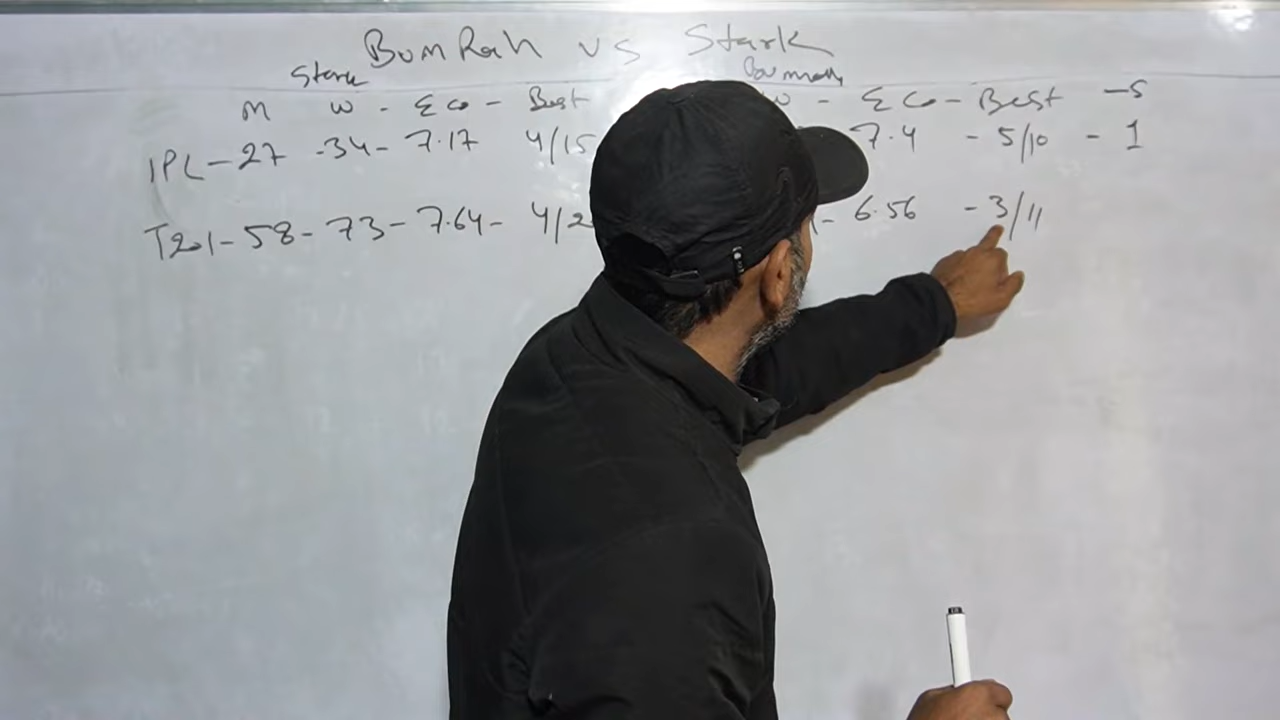 BumRah vs Stark
Stark Bumrah
M W - Eco - Best W - Eco - Best - 5
IPL - 27 - 34 - 7.17 4/15 7.4 - 5/10 - 1
T201 - 58 - 73 - 7.64 - 4/2 - 6.56 - 3/11